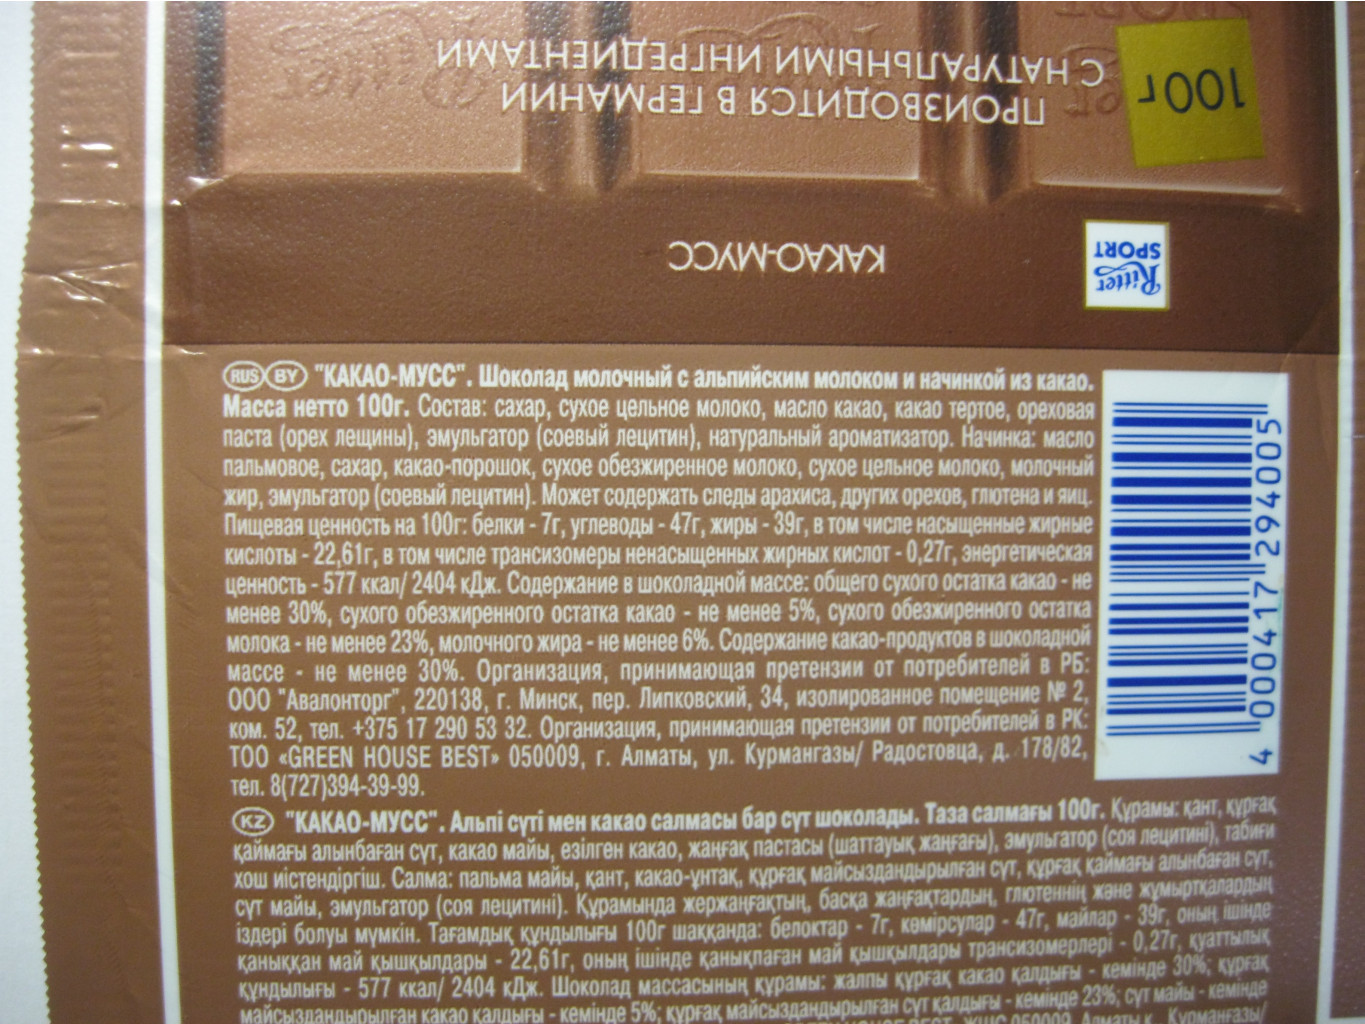 ПРОИЗВОДИТСЯ В ГЕРМАНИИ
С НАТУРАЛЬНЫМИ ИНГРЕДИЕНТАМИ
100г
КАКАО-МУСС
Ritter
SPORT
RUS BY "КАКАО-МУСС". Шоколад молочный с альпийским молоком и начинкой из какао.
Масса нетто 100г. Состав: сахар, сухое цельное молоко, масло какао, какао тертое, ореховая
паста (орех лещины), эмульгатор (соевый лецитин), натуральный ароматизатор. Начинка: масло
пальмовое, сахар, какао-порошок, сухое обезжиренное молоко, сухое цельное молоко, молочный
жир, эмульгатор (соевый лецитин). Может содержать следы арахиса, других орехов, глютена и яиц.
Пищевая ценность на 100г: белки - 7г, углеводы - 47г, жиры - 39г, в том числе насыщенные жирные
кислоты - 22,61г, в том числе трансизомеры ненасыщенных жирных кислот - 0,27г, энергетическая
ценность - 577 ккал/ 2404 кДж. Содержание в шоколадной массе: общего сухого остатка какао - не
менее 30%, сухого обезжиренного остатка какао - не менее 5%, сухого обезжиренного остатка
молока - не менее 23%, молочного жира - не менее 6%. Содержание какао-продуктов в шоколадной
массе - не менее 30%. Организация, принимающая претензии от потребителей в РБ:
ООО "Авалонторг", 220138, г. Минск, пер. Липковский, 34, изолированное помещение № 2,
ком. 52, тел. +375 17 290 53 32. Организация, принимающая претензии от потребителей в РК:
ТОО «GREEN HOUSE BEST» 050009, г. Алматы, ул. Курмангазы/ Радостовца, д. 178/82,
тел. 8(727)394-39-99.
4 000417 294005
KZ "КАКАО-МУСС". Альпі сүті мен какао салмасы бар сүт шоколады. Таза салмағы 100г. Құрамы: қант, құрғақ
қаймағы алынбаған сүт, какао майы, езілген какао, жаңғақ пастасы (шаттауық жаңғағы), эмульгатор (соя лецитині), табиғи
хош иістендіргіш. Салма: пальма майы, қант, какао-ұнтақ, құрғақ майсыздандырылған сүт, құрғақ қаймағы алынбаған сүт,
сүт майы, эмульгатор (соя лецитині). Құрамында жержаңғақтың, басқа жаңғақтардың, глютеннің және жұмыртқалардың
іздері болуы мүмкін. Тағамдық құндылығы 100г шаққанда: белоктар - 7г, көмірсулар - 47г, майлар - 39г, оның ішінде
қаныққан май қышқылдары - 22,61г, оның ішінде қанықпаған май қышқылдары трансизомерлері - 0,27г, қуаттылық
құндылығы - 577 ккал/ 2404 кДж. Шоколад массасының құрамы: жалпы құрғақ какао қалдығы - кемінде 30%; құрғақ
майсыздандырылған какао қалдығы - кемінде 5%; құрғақ майсыздандырылған сүт қалдығы - кемінде 23%; сүт майы - кемінде